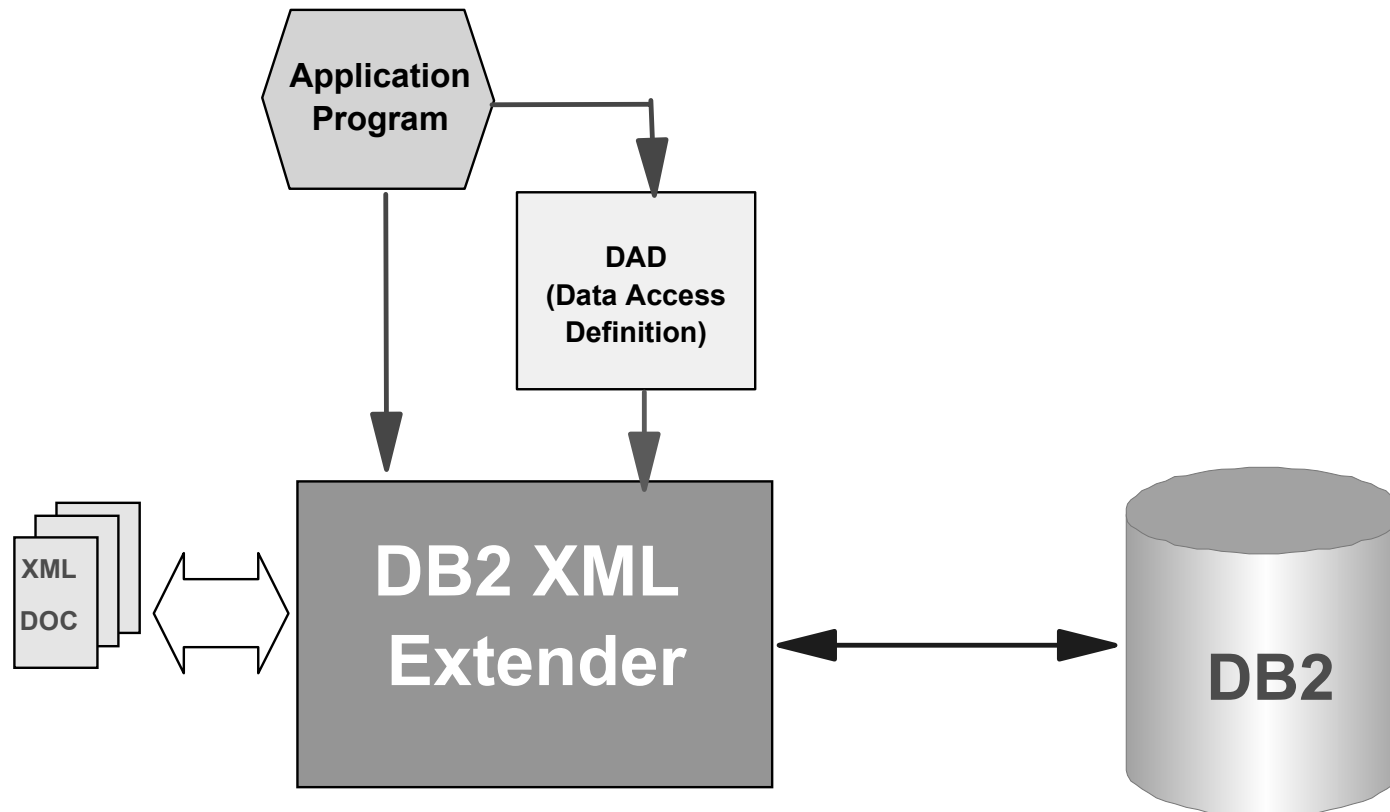 Application
Program
DAD
(Data Access
Definition)
XML
DOC
DB2 XML
Extender
DB2